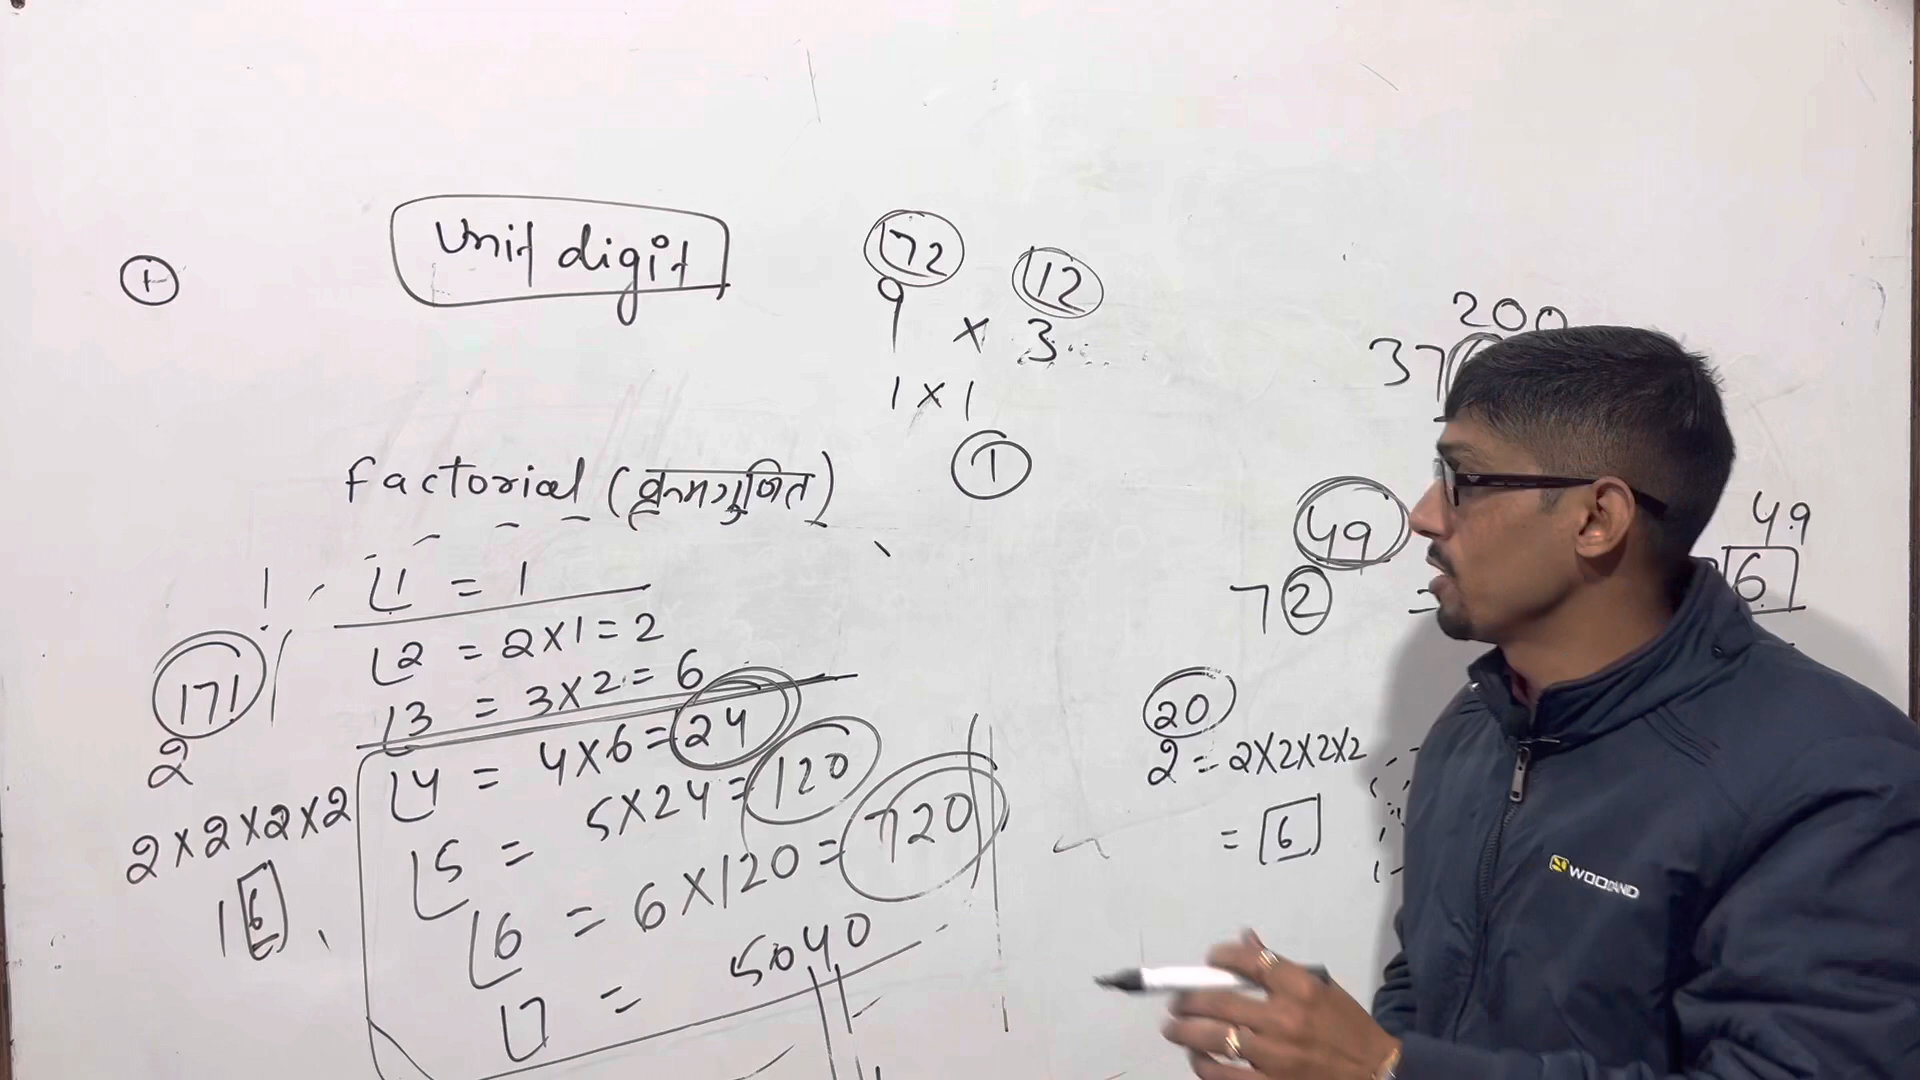 ①
Unit digit
72 12
9 × 3....
1 × 1
①
factorial (क्रमगुणित)
!
⌊1 = 1
⌊2 = 2×1=2
⌊3 = 3×2=6
⌊4 = 4×6=24
⌊5 = 5×24=120
⌊6 = 6×120=720
⌊7 = 5040
171
2
2×2×2×2
16
200
37
49
72 =
49
6
20
2 = 2×2×2×2
= 6
WOODLAND